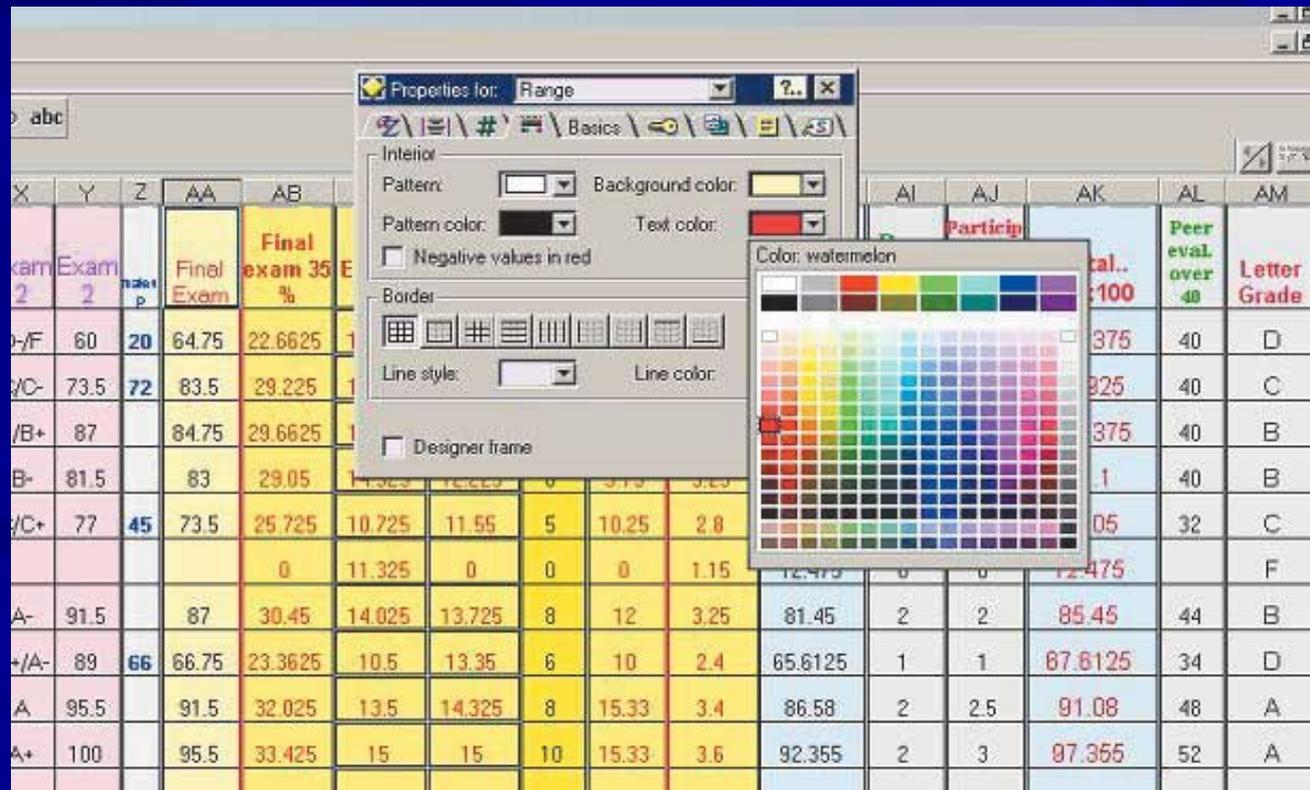 abc
Properties for: Range ?..
# Basics
Interior
Pattern: Background color:
Pattern color: Text color:
Negative values in red
Border
Line style: Line color:
Designer frame
Color: watermelon
X Y Z AA AB AI AJ AK AL AM
Exam 2 Final Exam Final exam 35 % Particip :100 Peer eval. over 40 Letter Grade
60 20 64.75 22.6625 375 40 D
/C- 73.5 72 83.5 29.225 925 40 C
/B+ 87 84.75 29.6625 375 40 B
B- 81.5 83 29.05 40 B
/C+ 77 45 73.5 25.725 10.725 11.55 5 10.25 2.8 05 32 C
0 11.325 0 0 0 1.15 12.475 12.475 F
A- 91.5 87 30.45 14.025 13.725 8 12 3.25 81.45 2 2 85.45 44 B
+/A- 89 66 66.75 23.3625 10.5 13.35 6 10 2.4 65.6125 1 1 67.6125 34 D
A 95.5 91.5 32.025 13.5 14.325 8 15.33 3.4 86.58 2 2.5 91.08 48 A
A+ 100 95.5 33.425 15 15 10 15.33 3.6 92.355 2 3 97.355 52 A